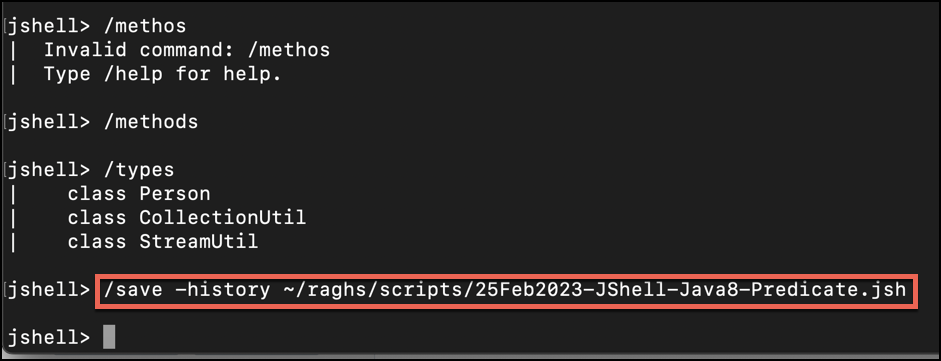 jshell> /methos
|  Invalid command: /methos
|  Type /help for help.
jshell> /methods
jshell> /types
|    class Person
|    class CollectionUtil
|    class StreamUtil
jshell> /save -history ~/raghs/scripts/25Feb2023-JShell-Java8-Predicate.jsh
jshell>